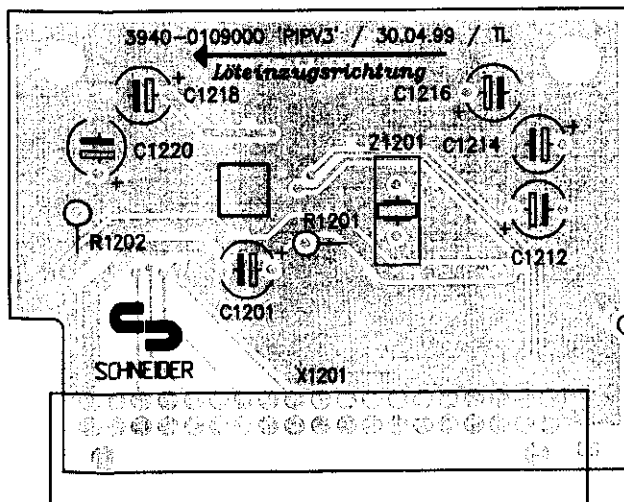 3940-0109000 'PIPV3' / 30.04.99 / TL
Löteinzugsrichtung
C1218
C1216
C1220
Z1201
C1214
R1201
R1202
C1212
C1201
SCHNEIDER
X1201